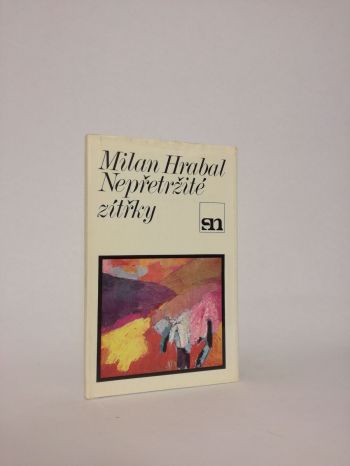 Milan Hrabal
Nepřetržité
zítřky
sn